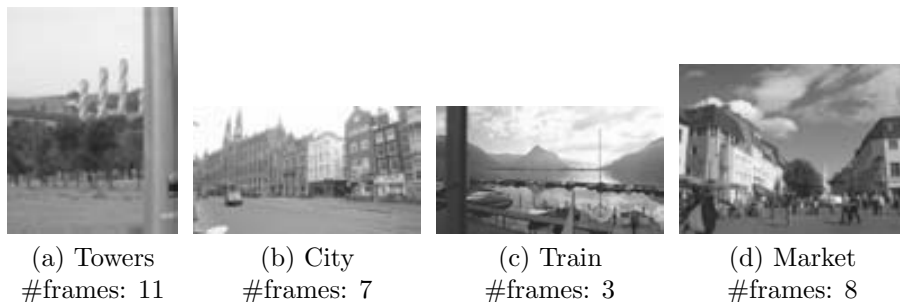 (a) Towers
#frames: 11
(b) City
#frames: 7
(c) Train
#frames: 3
(d) Market
#frames: 8